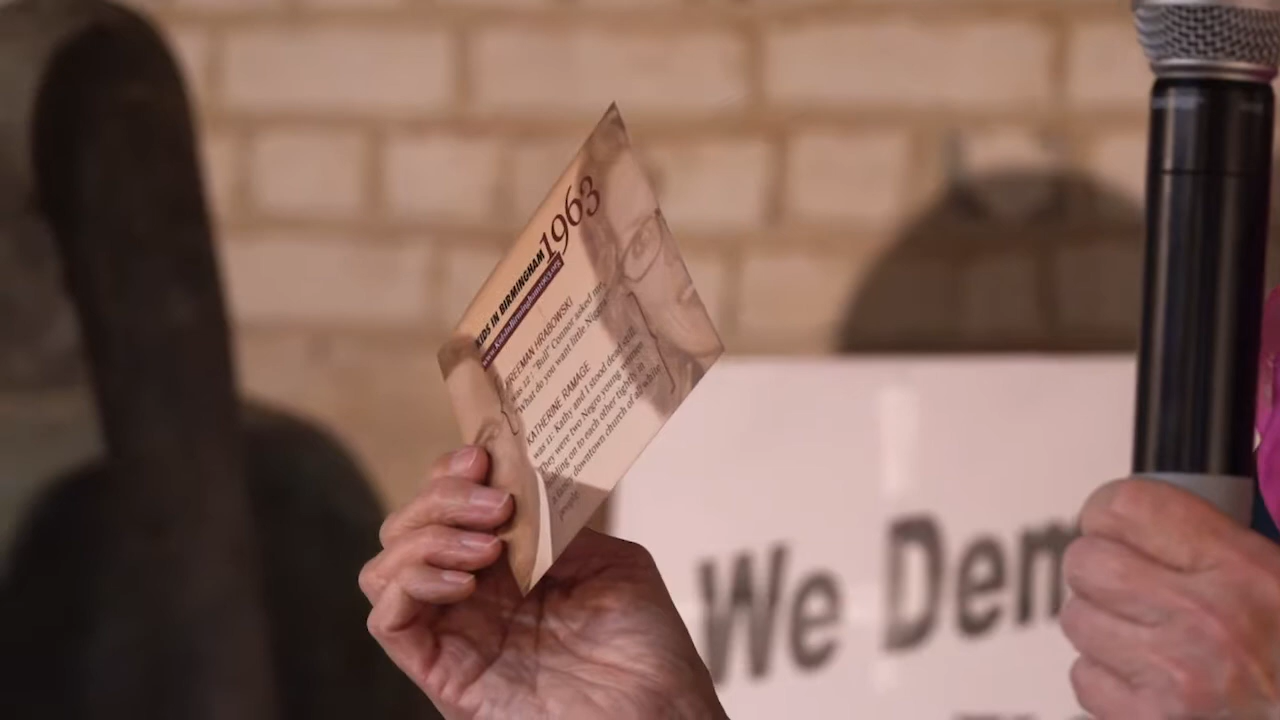 KIDS IN BIRMINGHAM 1963
www.KidsInBirmingham1963.org
FREEMAN HRABOWSKI
was 12: "Bull" Connor asked me,
"What do you want little
KATHERINE RAMAGE
was 11: Kathy and I stood dead still.
They were two Negro young women
holding on to each other tightly in
a downtown church of all white
people.
We Dem